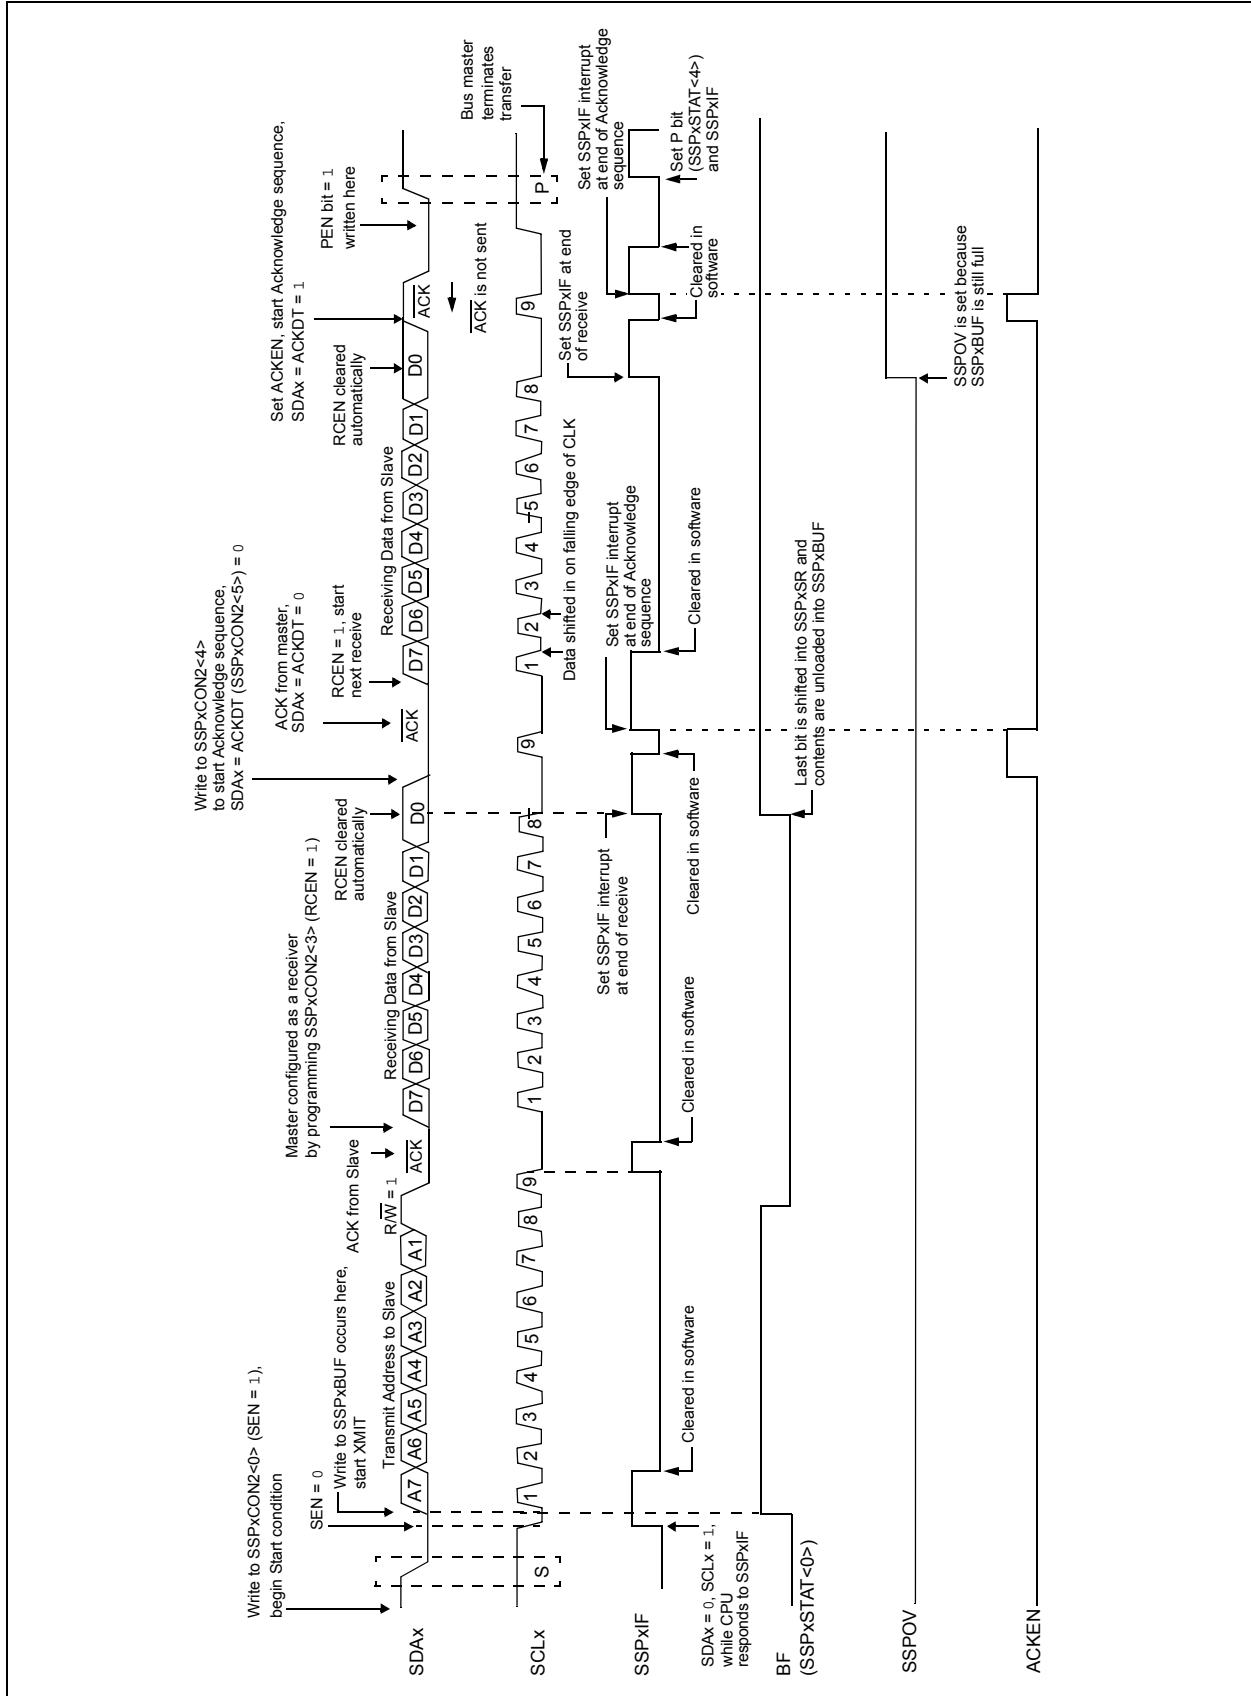 Write to SSPxCON2<0> (SEN = 1),
begin Start condition
SEN = 0
Write to SSPxBUF occurs here,
start XMIT
Transmit Address to Slave
R/W = 1
ACK from Slave
Master configured as a receiver
by programming SSPxCON2<3> (RCEN = 1)
Receiving Data from Slave
RCEN cleared
automatically
Write to SSPxCON2<4>
to start Acknowledge sequence,
SDAx = ACKDT (SSPxCON2<5>) = 0
ACK from master,
SDAx = ACKDT = 0
RCEN = 1, start
next receive
Receiving Data from Slave
RCEN cleared
automatically
Set ACKEN, start Acknowledge sequence,
SDAx = ACKDT = 1
PEN bit = 1
written here
SDAx
A7 A6 A5 A4 A3 A2 A1
ACK
D7 D6 D5 D4 D3 D2 D1 D0
ACK
D7 D6 D5 D4 D3 D2 D1 D0
ACK
ACK is not sent
Bus master
terminates
transfer
SCLx
S
1 2 3 4 5 6 7 8 9
1 2 3 4 5 6 7 8 9
1 2 3 4 5 6 7 8 9
P
Data shifted in on falling edge of CLK
Set SSPxIF interrupt
at end of receive
Set SSPxIF interrupt
at end of Acknowledge
sequence
Set SSPxIF at end
of receive
Set SSPxIF interrupt
at end of Acknowledge
sequence
SSPxIF
SDAx = 0, SCLx = 1,
while CPU
responds to SSPxIF
Cleared in software
Cleared in software
Cleared in software
Cleared in software
Cleared in
software
Set P bit
(SSPxSTAT<4>)
and SSPxIF
BF
(SSPxSTAT<0>)
Last bit is shifted into SSPxSR and
contents are unloaded into SSPxBUF
SSPOV
SSPOV is set because
SSPxBUF is still full
ACKEN